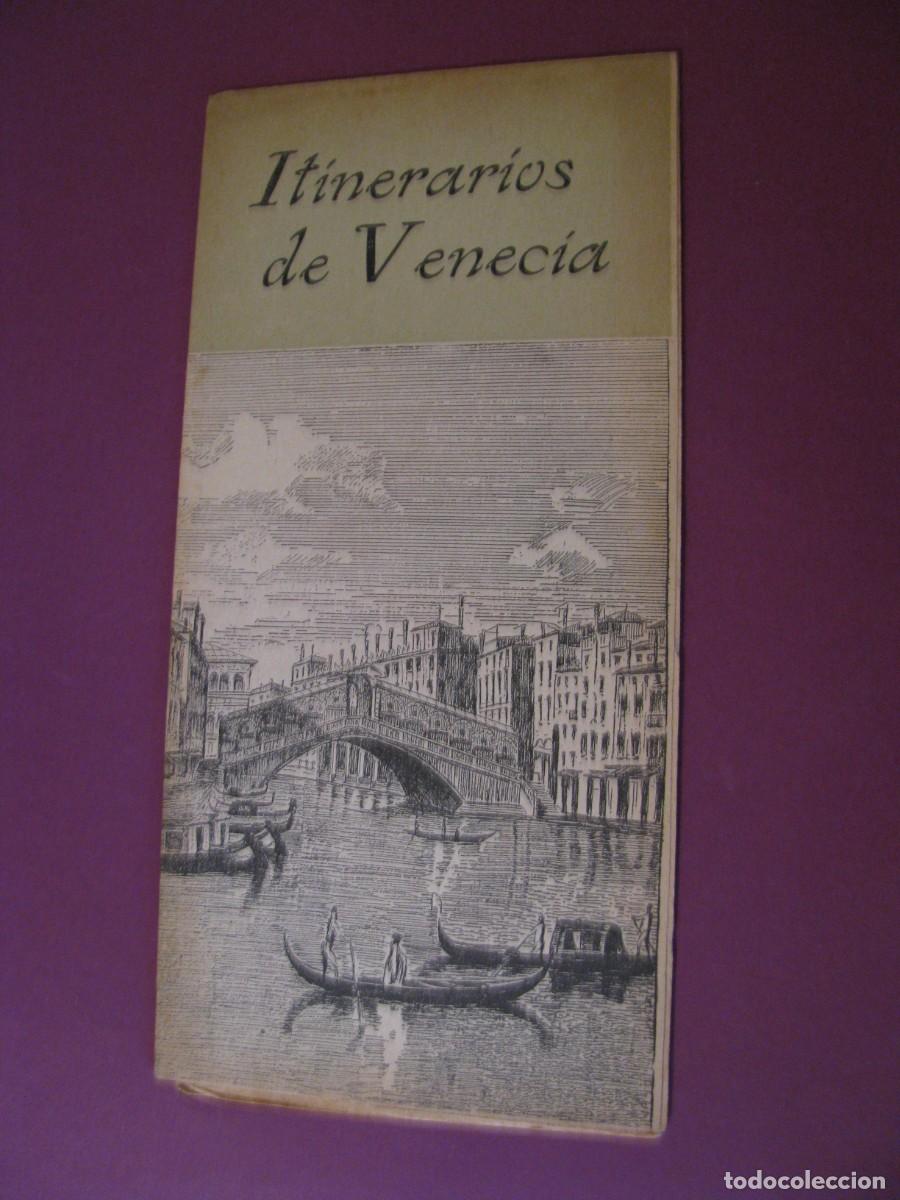 Itinerarios
de Venecia
todocoleccion